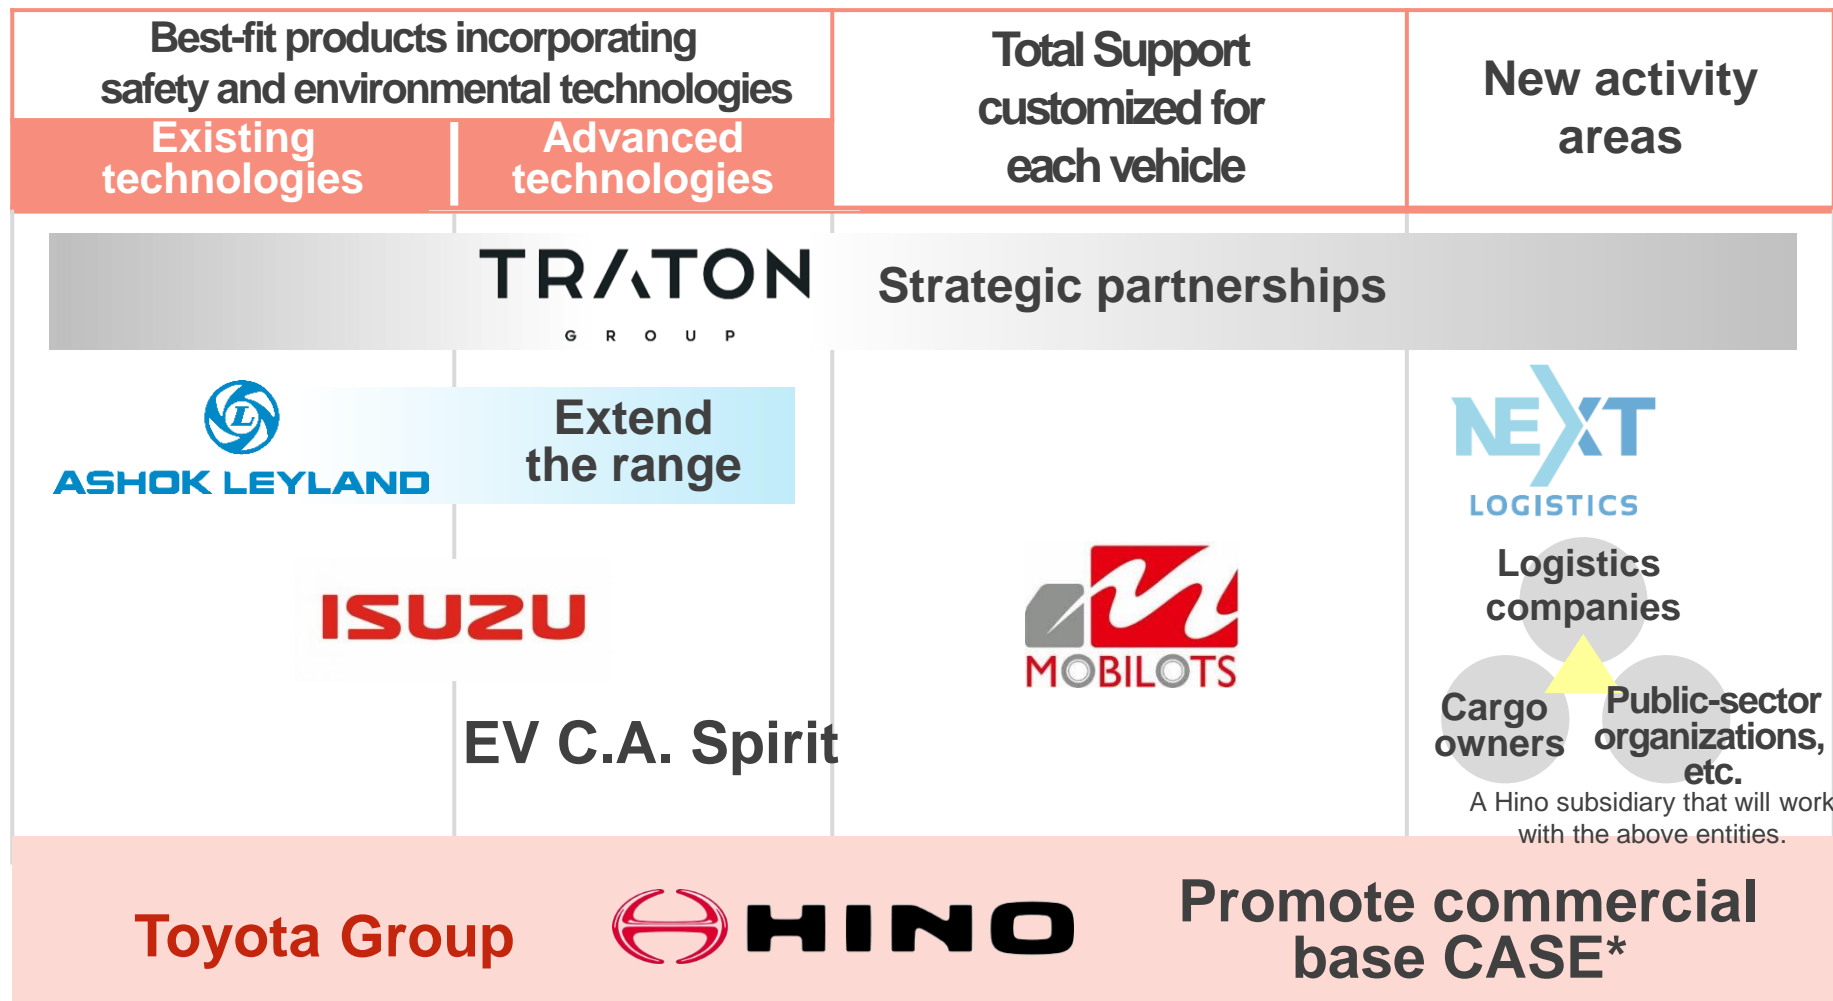 Best-fit products incorporating
safety and environmental technologies
Existing
technologies
Advanced
technologies
Total Support
customized for
each vehicle
New activity
areas
TRATON
GROUP
Strategic partnerships
L
ASHOK LEYLAND
Extend
the range
NEXT
LOGISTICS
ISUZU
MOBILOTS
Logistics
companies
Cargo
owners
Public-sector
organizations,
etc.
EV C.A. Spirit
A Hino subsidiary that will work
with the above entities.
Toyota Group
HINO
Promote commercial
base CASE*